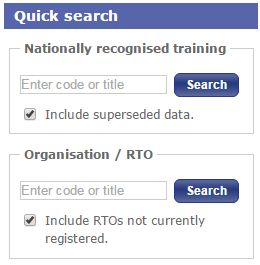 Quick search
Nationally recognised training
Enter code or title
Search
Include superseded data.
Organisation / RTO
Enter code or title
Search
Include RTOs not currently
registered.